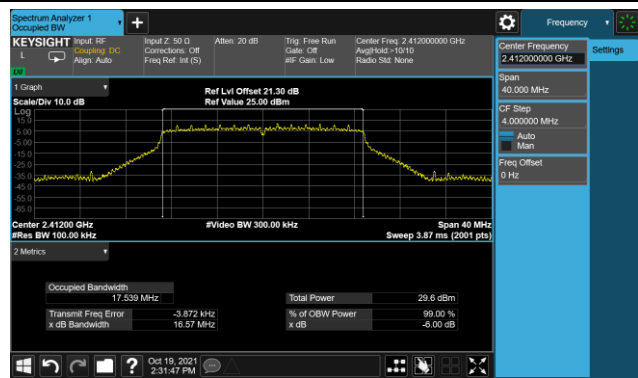 Spectrum Analyzer 1
Occupied BW
+
Frequency
KEYSIGHT
L
Input: RF
Coupling: DC
Align: Auto
Input Z: 50 Ω
Corrections: Off
Freq Ref: Int (S)
Atten: 20 dB
Trig: Free Run
Gate: Off
#IF Gain: Low
Center Freq: 2.412000000 GHz
Avg|Hold:>10/10
Radio Std: None
Center Frequency
2.412000000 GHz
Settings
Span
40.000 MHz
CF Step
4.000000 MHz
Auto
Man
Freq Offset
0 Hz
1 Graph
Scale/Div 10.0 dB
Ref Lvl Offset 21.30 dB
Ref Value 25.00 dBm
Log
15.0
5.00
-5.00
-15.0
-25.0
-35.0
-45.0
-55.0
-65.0
Center 2.41200 GHz
#Video BW 300.00 kHz
Span 40 MHz
#Res BW 100.00 kHz
Sweep 3.87 ms (2001 pts)
2 Metrics
Occupied Bandwidth
17.539 MHz
Total Power
29.6 dBm
Transmit Freq Error
-3.872 kHz
% of OBW Power
99.00 %
x dB Bandwidth
16.57 MHz
x dB
-6.00 dB
?
Oct 19, 2021
2:31:47 PM